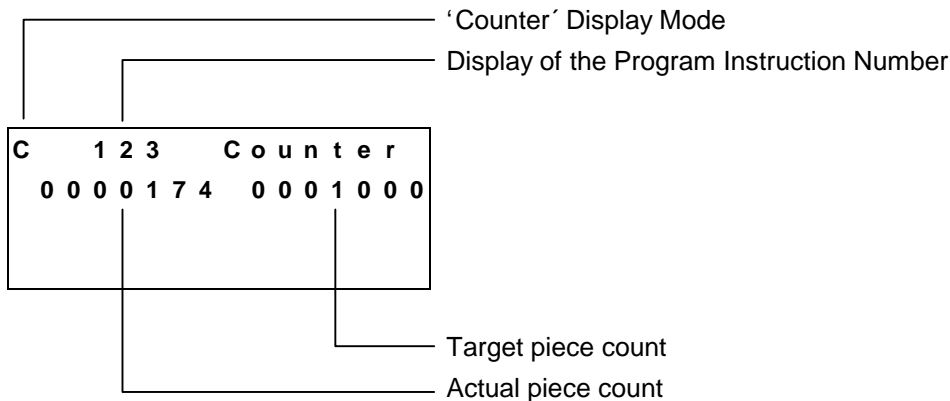 ‘Counter´ Display Mode
Display of the Program Instruction Number
C 123 Counter
0000174 0001000
Target piece count
Actual piece count